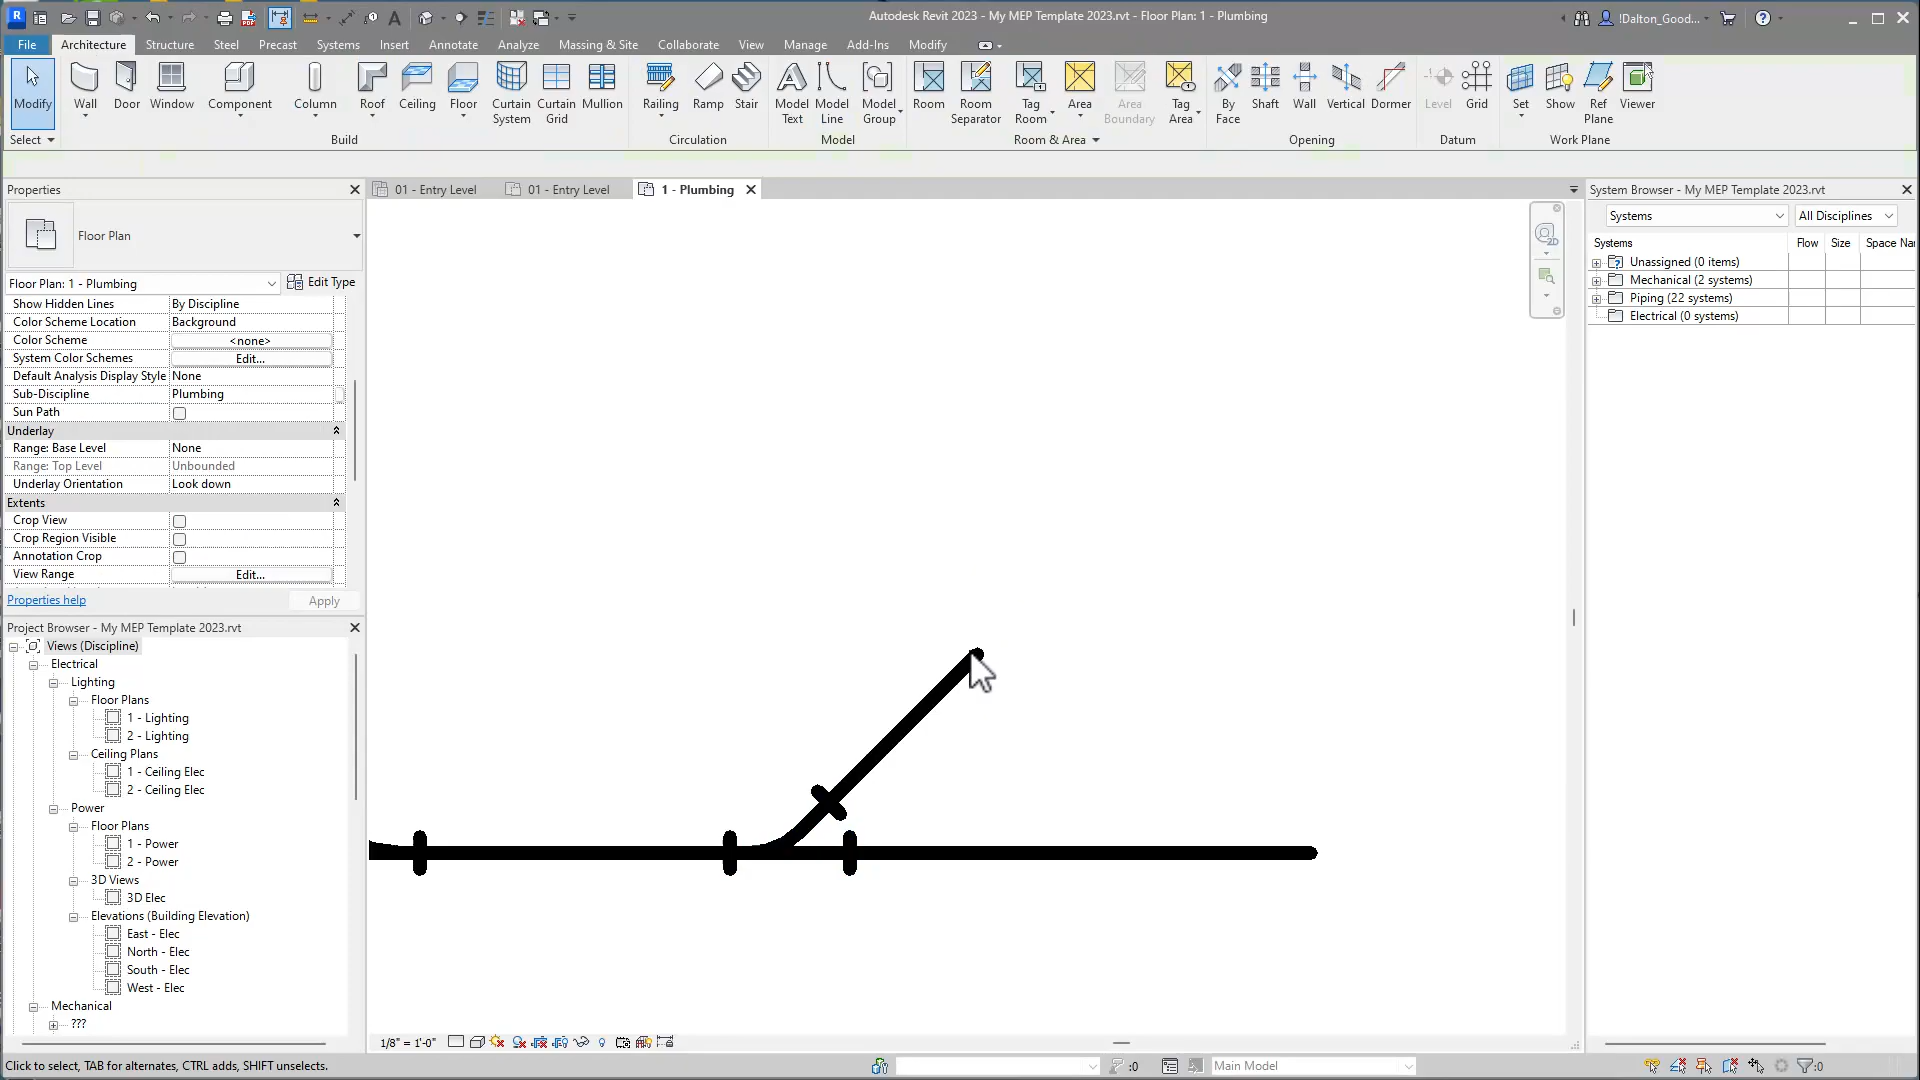 Autodesk Revit 2023 - My MEP Template 2023.rvt - Floor Plan: 1 - Plumbing
!Dalton_Good...
File Architecture Structure Steel Precast Systems Insert Annotate Analyze Massing & Site Collaborate View Manage Add-Ins Modify
Modify Wall Door Window Component Column Roof Ceiling Floor Curtain System Curtain Grid Mullion Railing Ramp Stair Model Text Model Line Model Group Room Room Separator Tag Room Area Area Boundary Tag Area By Face Shaft Wall Vertical Dormer Level Grid Set Show Ref Plane Viewer
Select Build Circulation Model Room & Area Opening Datum Work Plane
Properties
Floor Plan
Floor Plan: 1 - Plumbing Edit Type
Show Hidden Lines By Discipline
Color Scheme Location Background
Color Scheme <none>
System Color Schemes Edit...
Default Analysis Display Style None
Sub-Discipline Plumbing
Sun Path
Underlay
Range: Base Level None
Range: Top Level Unbounded
Underlay Orientation Look down
Extents
Crop View
Crop Region Visible
Annotation Crop
View Range Edit...
Properties help Apply
Project Browser - My MEP Template 2023.rvt
Views (Discipline)
Electrical
Lighting
Floor Plans
1 - Lighting
2 - Lighting
Ceiling Plans
1 - Ceiling Elec
2 - Ceiling Elec
Power
Floor Plans
1 - Power
2 - Power
3D Views
3D Elec
Elevations (Building Elevation)
East - Elec
North - Elec
South - Elec
West - Elec
Mechanical
???
01 - Entry Level 01 - Entry Level 1 - Plumbing
2D
1/8" = 1'-0"
System Browser - My MEP Template 2023.rvt
Systems All Disciplines
Systems Flow Size Space Nar
Unassigned (0 items)
Mechanical (2 systems)
Piping (22 systems)
Electrical (0 systems)
Click to select, TAB for alternates, CTRL adds, SHIFT unselects. :0 Main Model :0